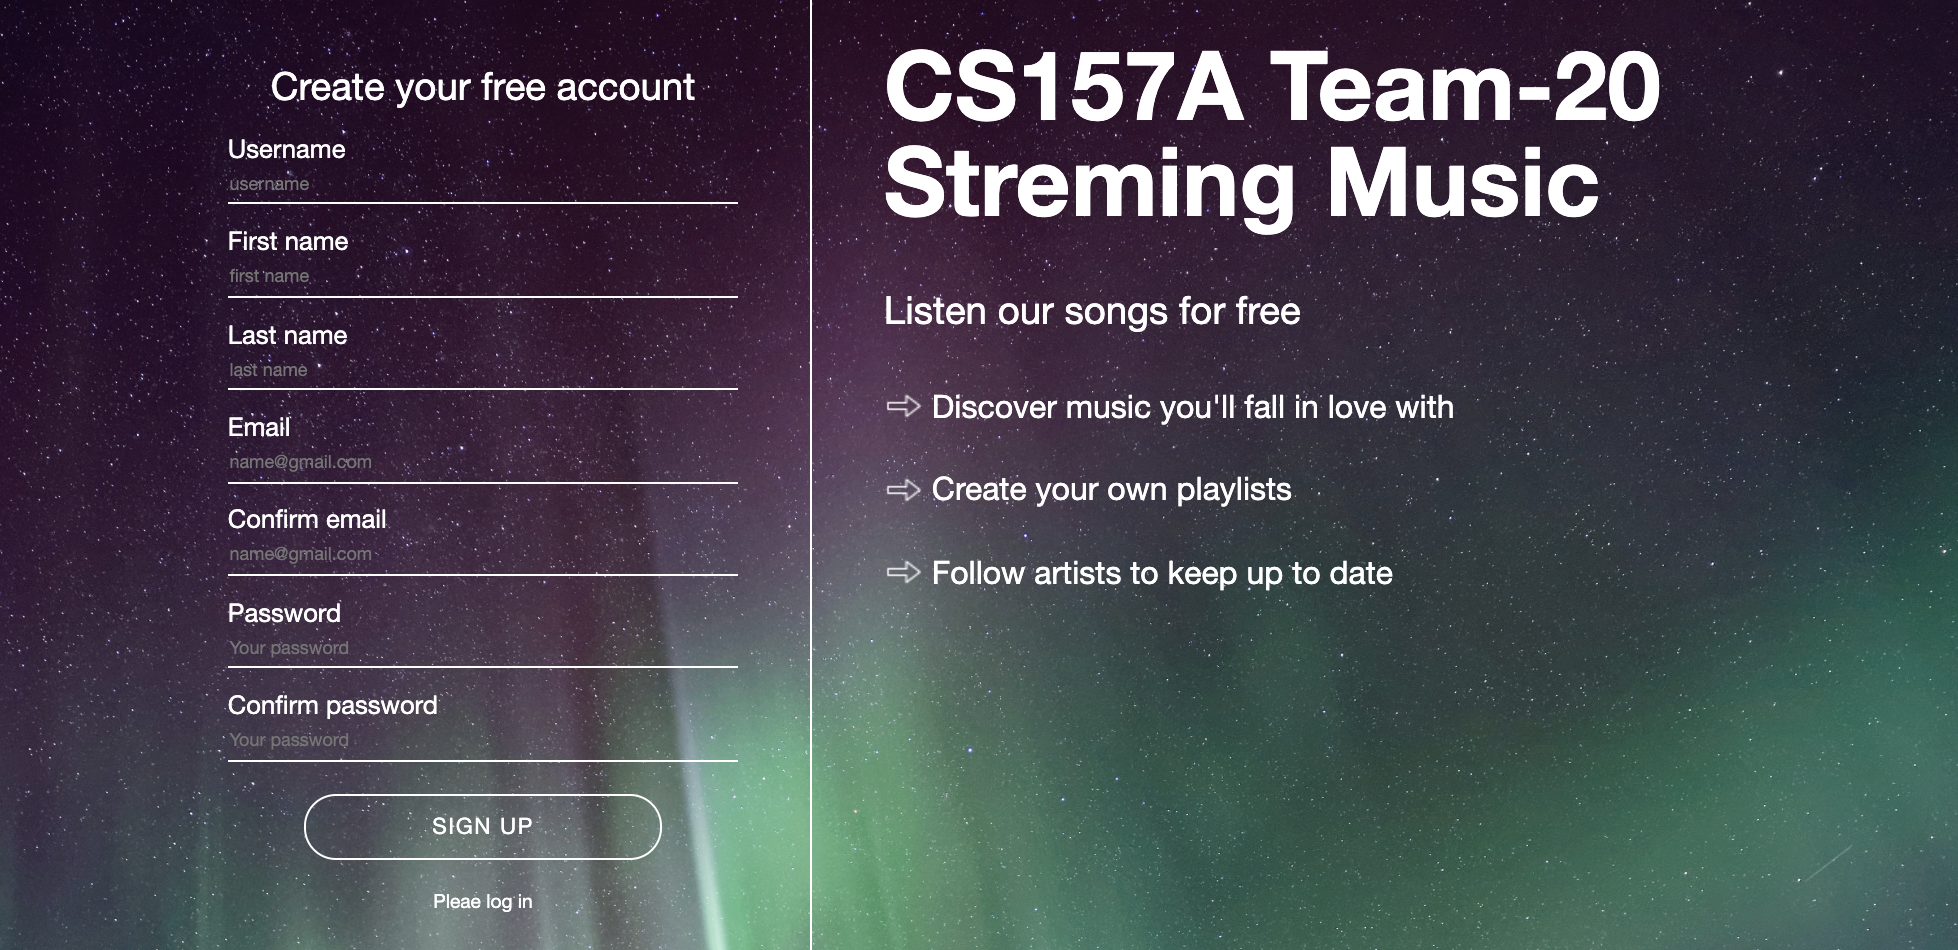 Create your free account
Username
username
First name
first name
Last name
last name
Email
name@gmail.com
Confirm email
name@gmail.com
Password
Your password
Confirm password
Your password
SIGN UP
Pleae log in
CS157A Team-20
Streming Music
Listen our songs for free
Discover music you'll fall in love with
Create your own playlists
Follow artists to keep up to date